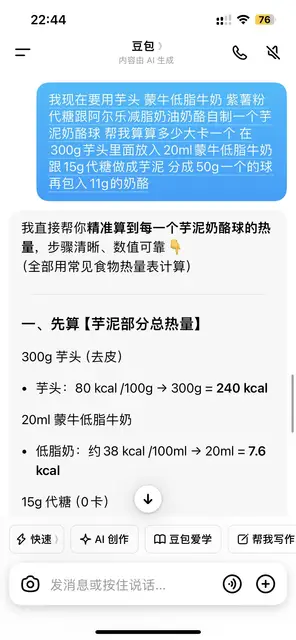 22:44
76
豆包
内容由 AI 生成
我现在要用芋头 蒙牛低脂牛奶 紫薯粉
代糖跟阿尔乐减脂奶油奶酪自制一个芋
泥奶酪球 帮我算算多少大卡一个 在
300g芋头里面放入20ml蒙牛低脂牛奶
跟15g代糖做成芋泥 分成50g一个的球
再包入11g的奶酪
我直接帮你精准算到每一个芋泥奶酪球的热
量，步骤清晰、数值可靠👇
（全部用常见食物热量表计算）
一、先算【芋泥部分总热量】
300g 芋头（去皮）
• 芋头：80 kcal /100g → 300g = 240 kcal
20ml 蒙牛低脂牛奶
• 低脂奶：约 38 kcal /100ml → 20ml = 7.6
kcal
15g 代糖（0 卡）
快速
AI 创作
豆包爱学
帮我写作
发消息或按住说话...